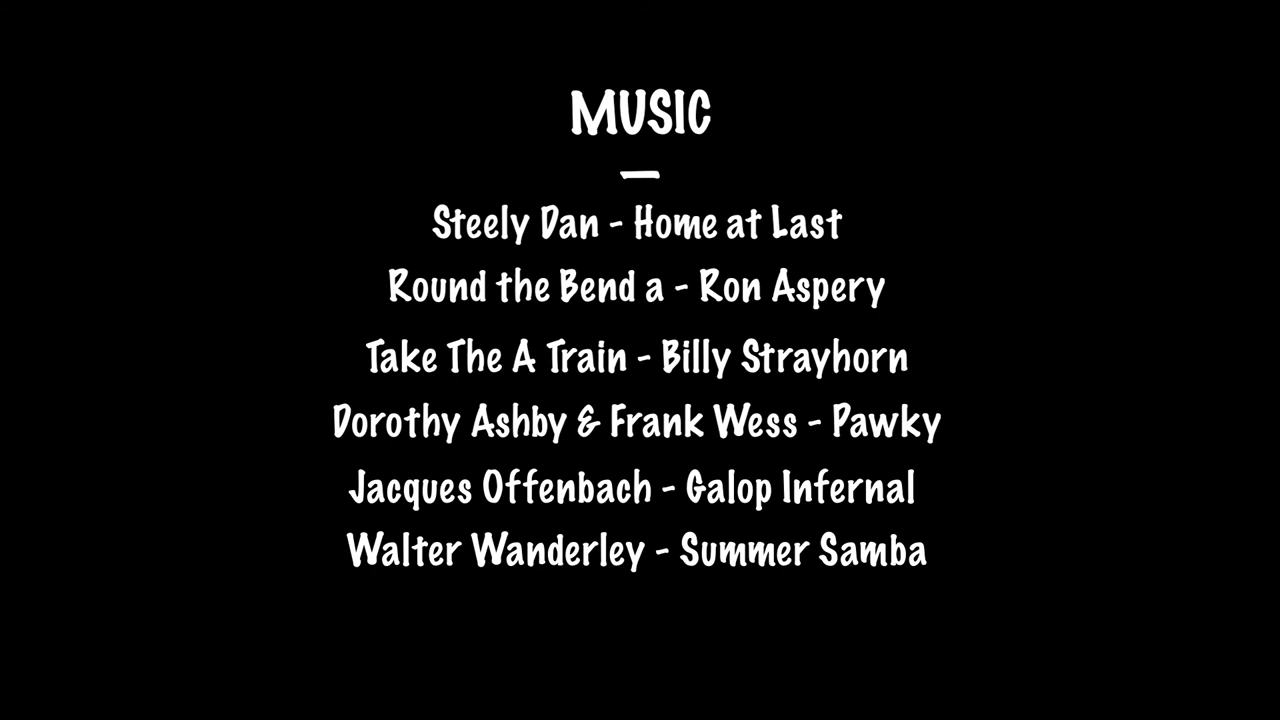 MUSIC
—
Steely Dan - Home at Last
Round the Bend a - Ron Aspery
Take The A Train - Billy Strayhorn
Dorothy Ashby & Frank Wess - Pawky
Jacques Offenbach - Galop Infernal
Walter Wanderley - Summer Samba